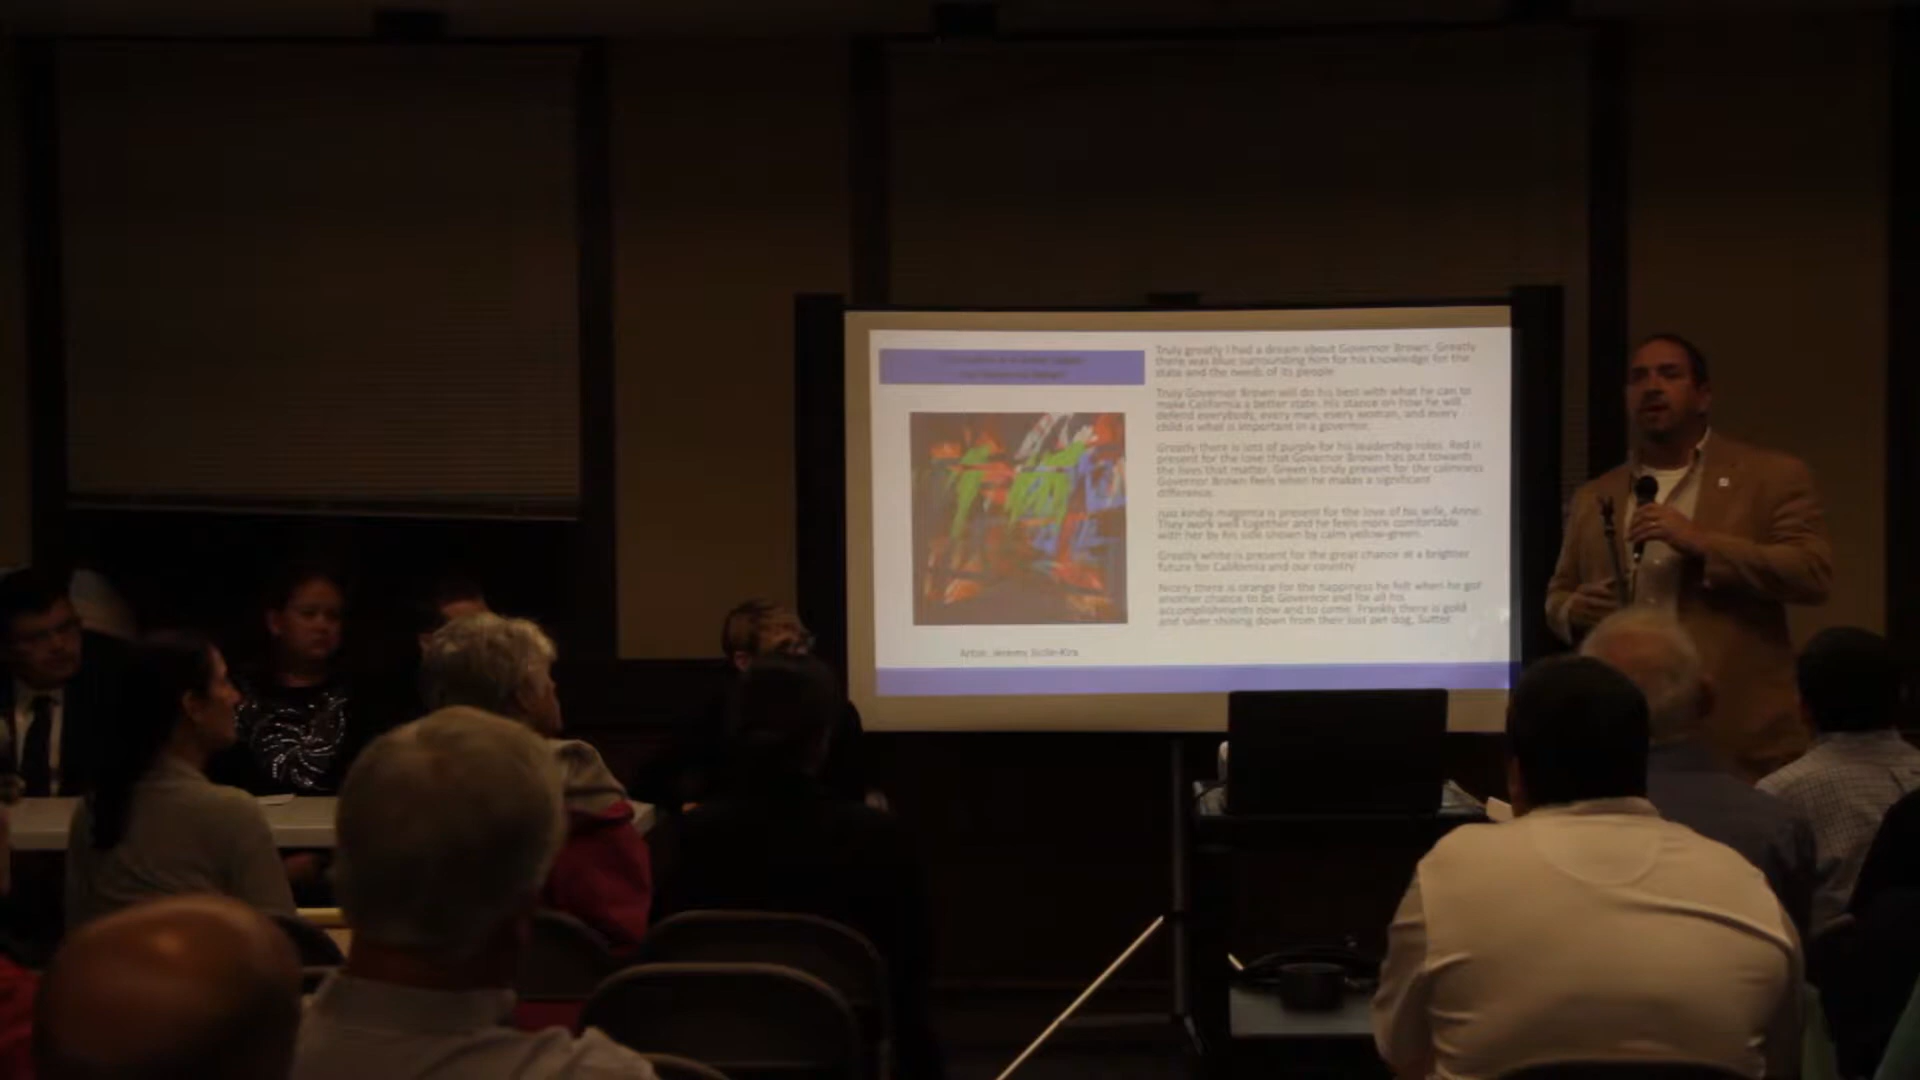 Truly greatly I had a dream about Governor Brown. Greatly
there was blue surrounding him for his knowledge for the
state and the needs of its people
Truly Governor Brown will do his best with what he can to
make California a better state. His stance on how he will
defend everybody, every man, every woman, and every
child is what is important in a governor.
Greatly there is lots of purple for his leadership roles. Red is
present for the love that Governor Brown has put towards
the lives that matter. Green is truly present for the calmness
Governor Brown feels when he makes a significant
difference.
kindly magenta is present for the love of his wife, Anne.
They work well together and he feels more comfortable
with her by his side shown by calm yellow-green.
Greatly white is present for the great chance at a brighter
future for California and our country
Nicely there is orange for the happiness he felt when he got
another chance to be Governor and for all his
accomplishments now and to come. Frankly there is gold
and silver shining down from their lost pet dog, Sutter
Artist, Jeremy